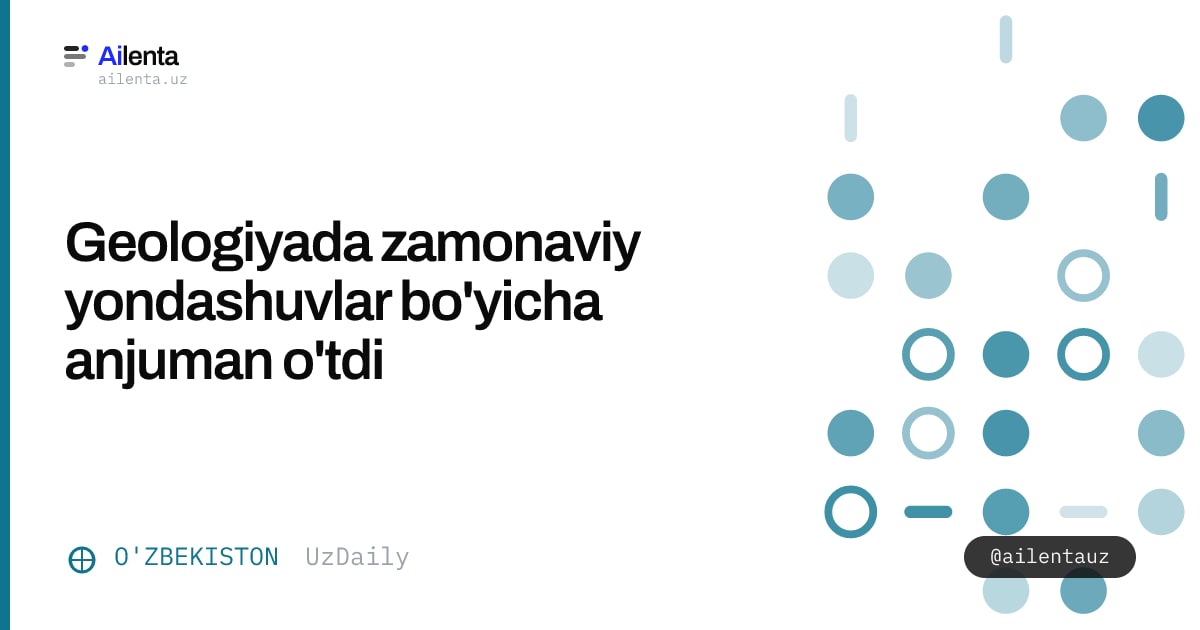 Ailenta
ailenta.uz
Geologiyada zamonaviy
yondashuvlar bo'yicha
anjuman o'tdi
O'ZBEKISTON UzDaily
@ailentauz